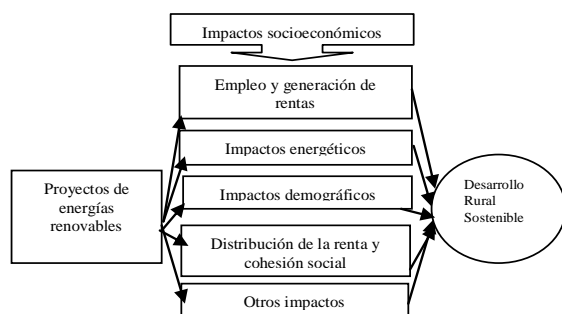 Impactos socioeconómicos
Empleo y generación de
rentas
Impactos energéticos
Proyectos de
energías
renovables
Impactos demográficos
Distribución de la renta y
cohesión social
Otros impactos
Desarrollo
Rural
Sostenible